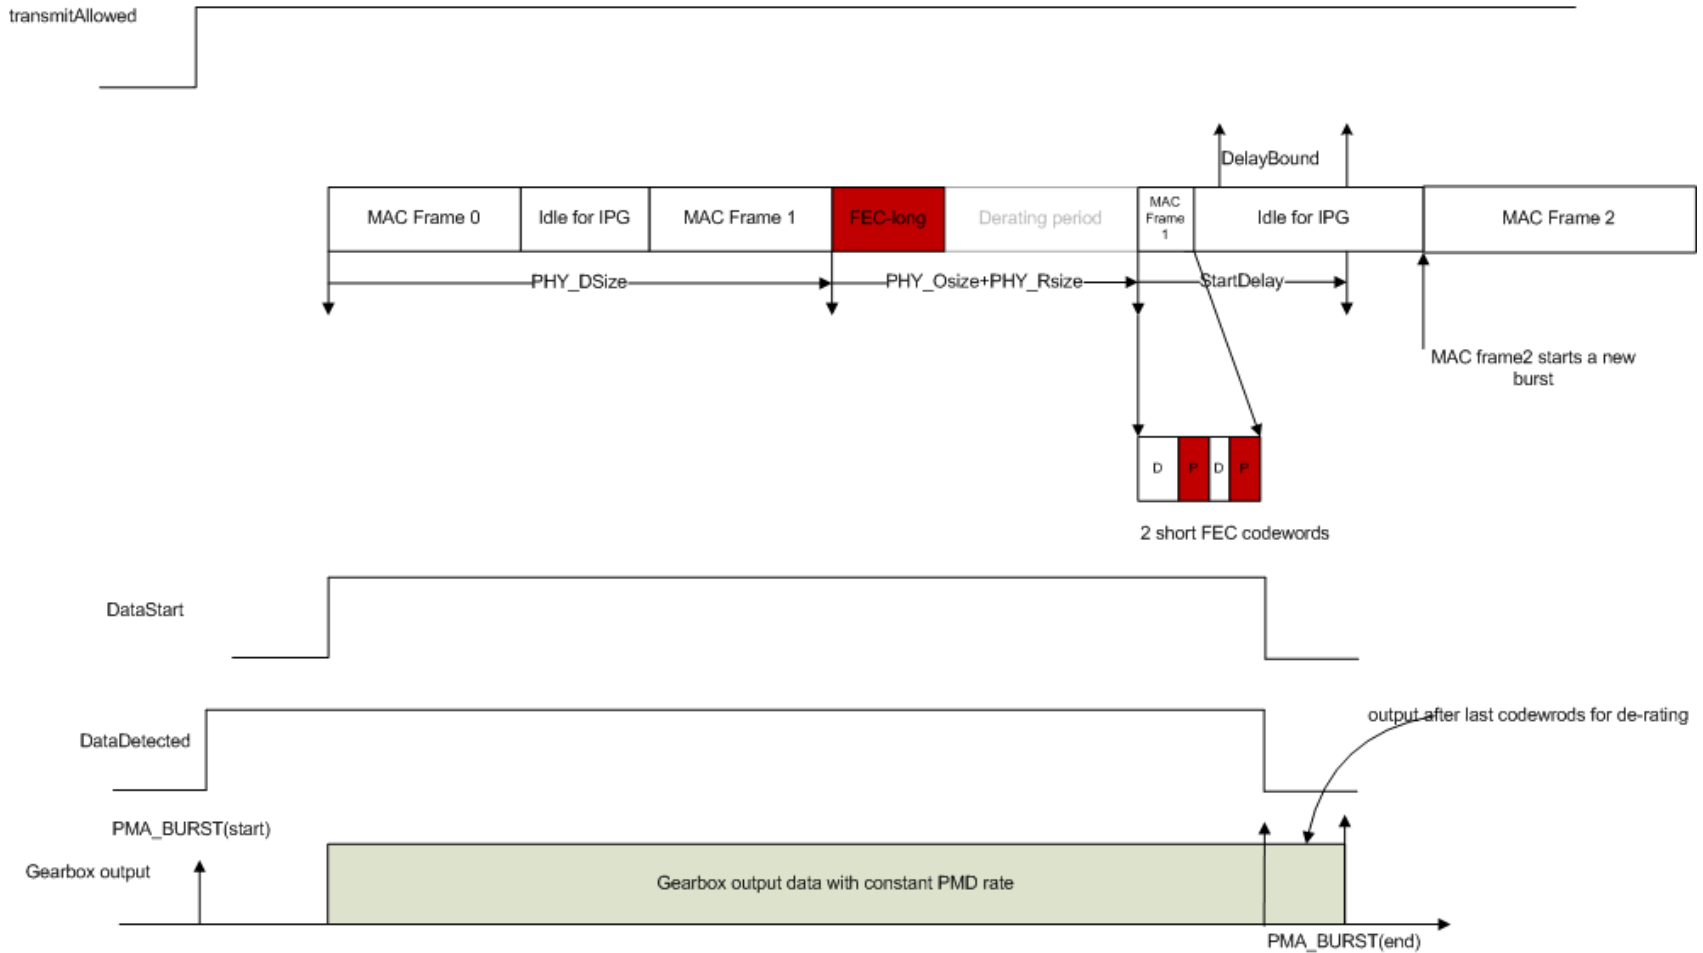 transmitAllowed
DelayBound
MAC Frame 0
Idle for IPG
MAC Frame 1
FEC-long
Derating period
MAC
Frame
1
Idle for IPG
MAC Frame 2
PHY_DSize
PHY_Osize+PHY_Rsize
StartDelay
MAC frame2 starts a new
burst
D
P
D
P
2 short FEC codewords
DataStart
DataDetected
output after last codewrods for de-rating
PMA_BURST(start)
Gearbox output
Gearbox output data with constant PMD rate
PMA_BURST(end)